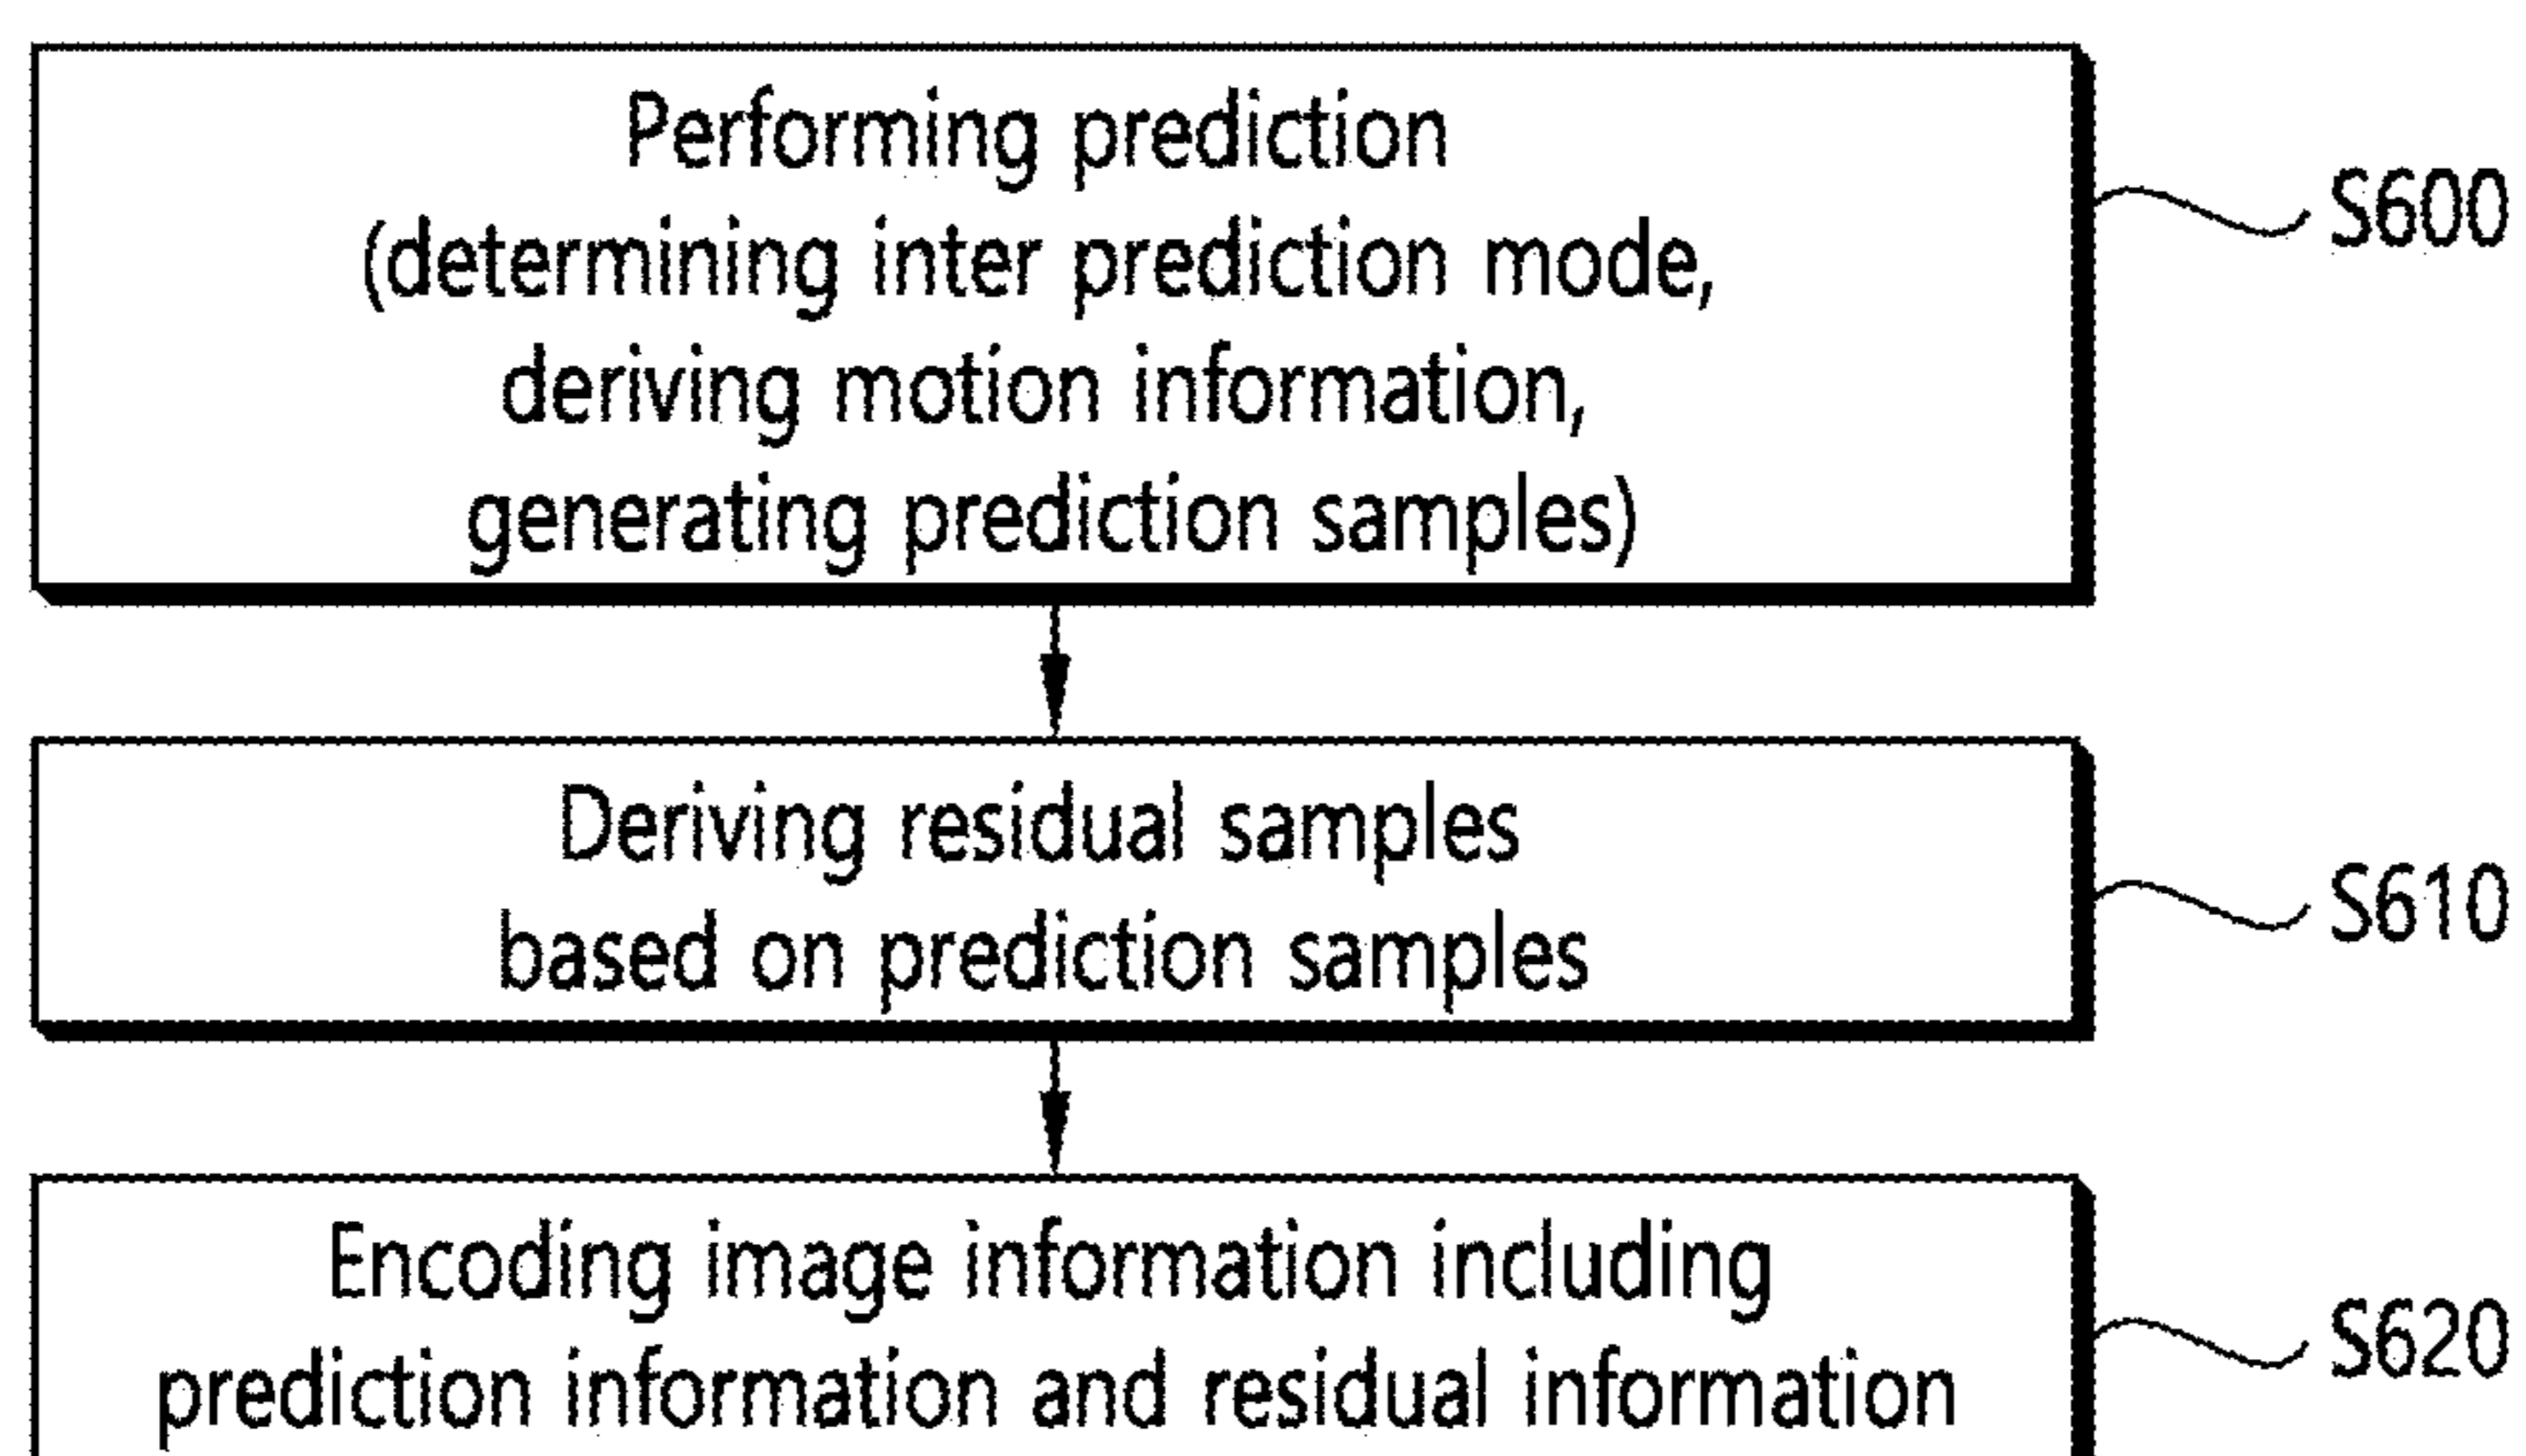 Performing prediction
(determining inter prediction mode,
deriving motion information,
generating prediction samples)
S600
Deriving residual samples
based on prediction samples
S610
Encoding image information including
prediction information and residual information
S620